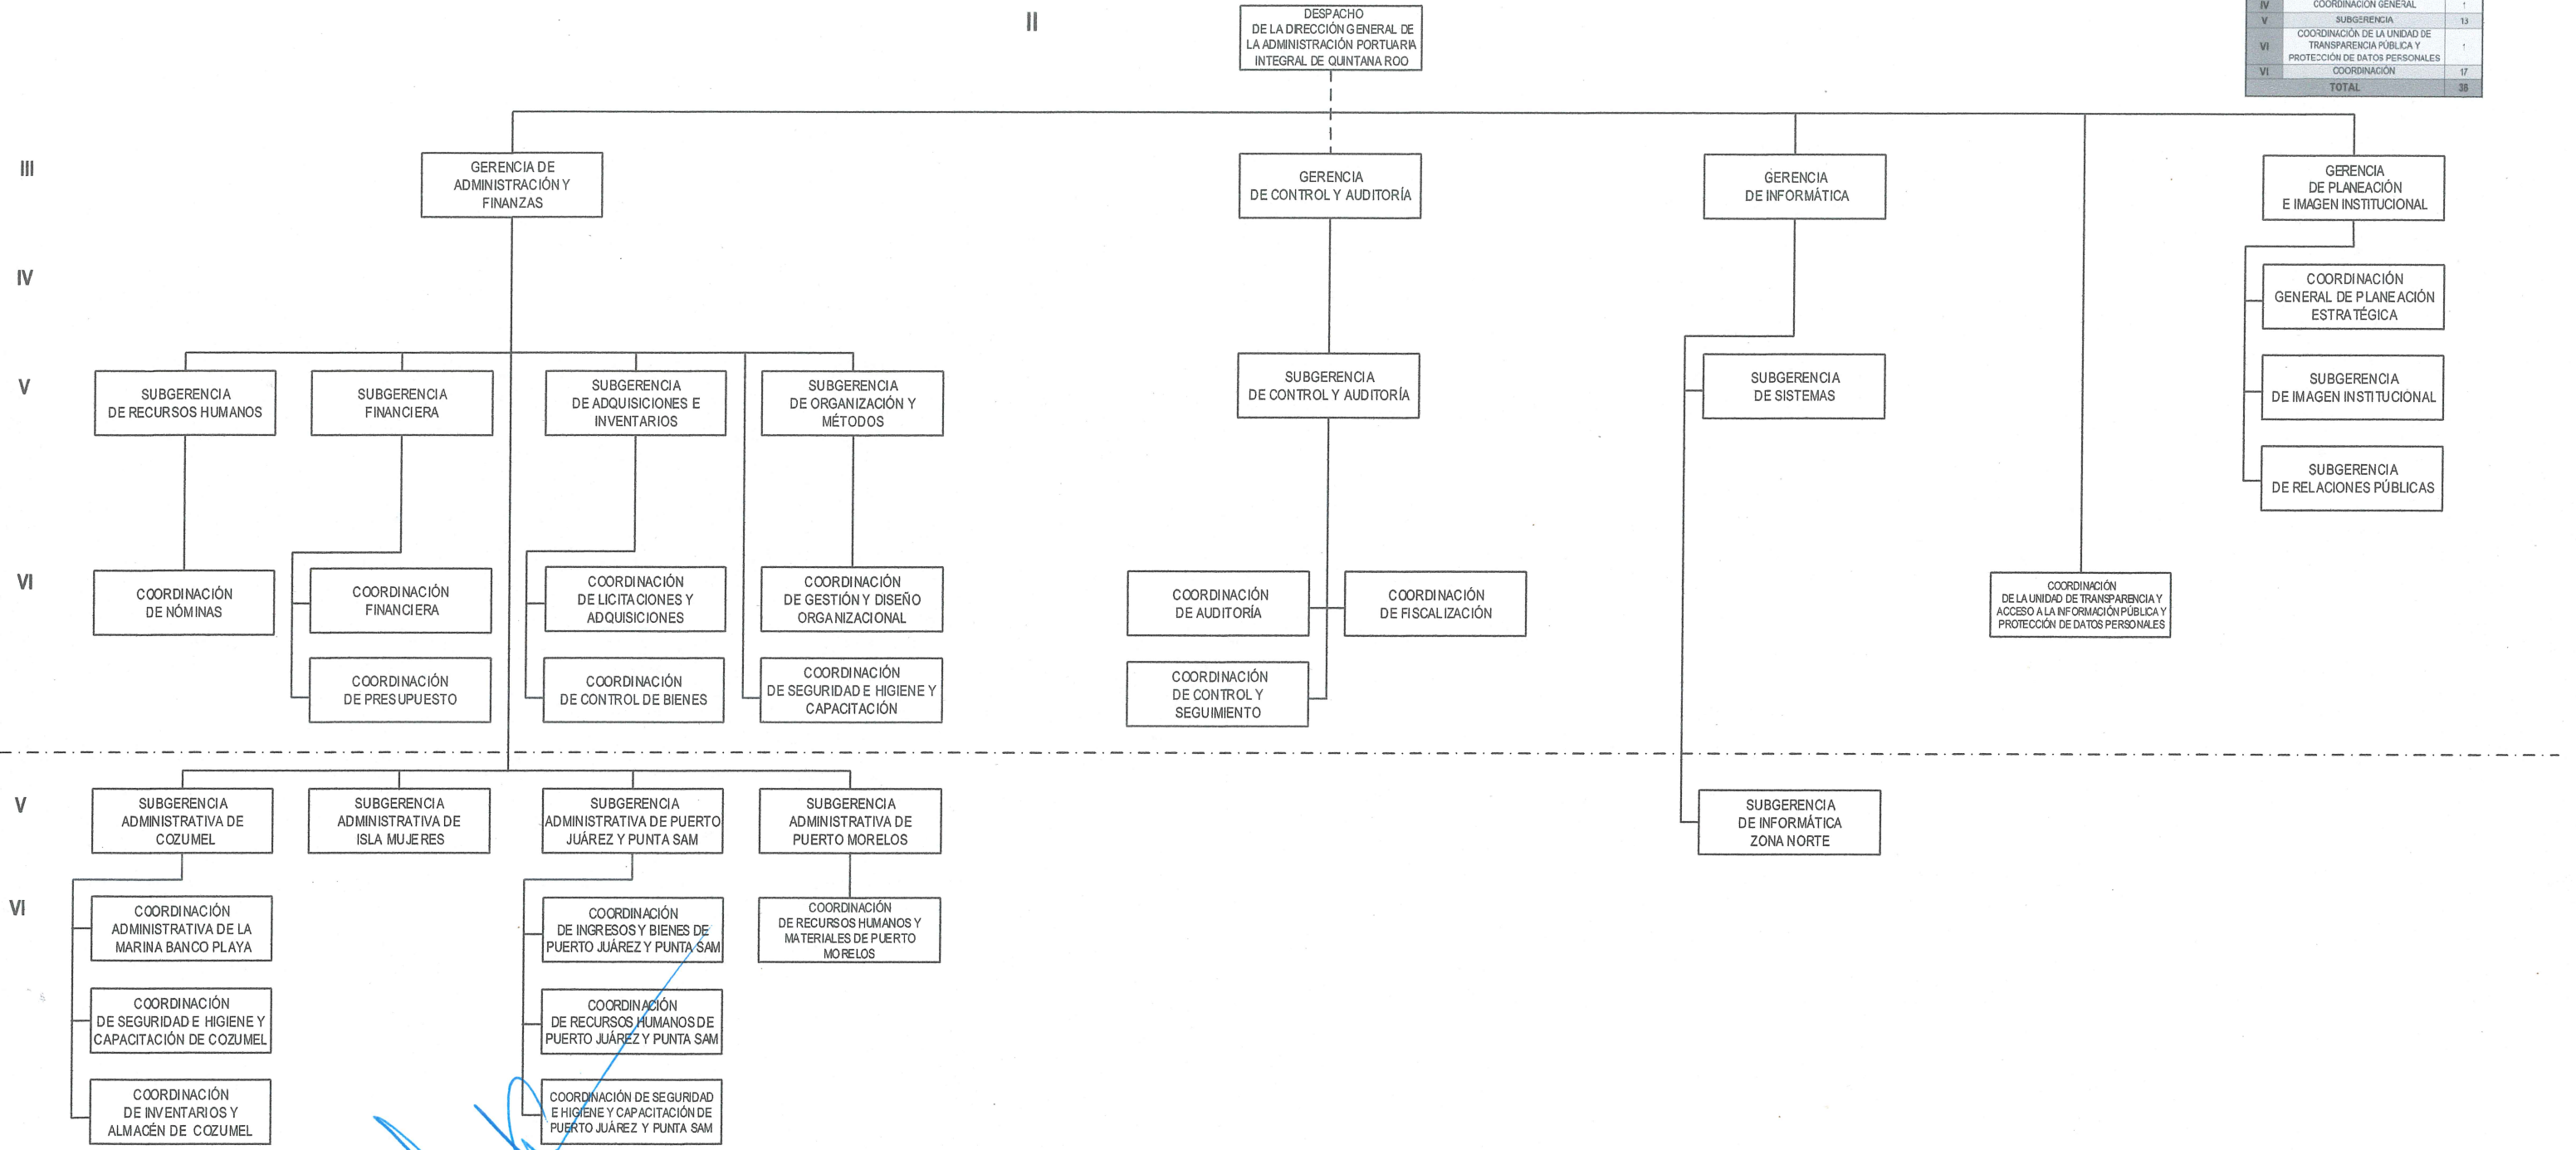 II
DESPACHO
DE LA DIRECCIÓN GENERAL DE
LA ADMINISTRACIÓN PORTUARIA
INTEGRAL DE QUINTANA ROO
IV COORDINACIÓN GENERAL 1
V SUBGERENCIA 13
VI COORDINACIÓN DE LA UNIDAD DE
TRANSPARENCIA PÚBLICA Y
PROTECCIÓN DE DATOS PERSONALES 1
VI COORDINACIÓN 17
TOTAL 38
III
GERENCIA DE
ADMINISTRACIÓN Y
FINANZAS
GERENCIA
DE CONTROL Y AUDITORÍA
GERENCIA
DE INFORMÁTICA
GERENCIA
DE PLANEACIÓN
E IMAGEN INSTITUCIONAL
IV
COORDINACIÓN
GENERAL DE PLANEACIÓN
ESTRATÉGICA
V
SUBGERENCIA
DE RECURSOS HUMANOS
SUBGERENCIA
FINANCIERA
SUBGERENCIA
DE ADQUISICIONES E
INVENTARIOS
SUBGERENCIA
DE ORGANIZACIÓN Y
MÉTODOS
SUBGERENCIA
DE CONTROL Y AUDITORÍA
SUBGERENCIA
DE SISTEMAS
SUBGERENCIA
DE IMAGEN INSTITUCIONAL
SUBGERENCIA
DE RELACIONES PÚBLICAS
VI
COORDINACIÓN
DE NÓMINAS
COORDINACIÓN
FINANCIERA
COORDINACIÓN
DE LICITACIONES Y
ADQUISICIONES
COORDINACIÓN
DE GESTIÓN Y DISEÑO
ORGANIZACIONAL
COORDINACIÓN
DE AUDITORÍA
COORDINACIÓN
DE FISCALIZACIÓN
COORDINACIÓN
DE LA UNIDAD DE TRANSPARENCIA Y
ACCESO A LA INFORMACIÓN PÚBLICA Y
PROTECCIÓN DE DATOS PERSONALES
COORDINACIÓN
DE PRESUPUESTO
COORDINACIÓN
DE CONTROL DE BIENES
COORDINACIÓN
DE SEGURIDAD E HIGIENE Y
CAPACITACIÓN
COORDINACIÓN
DE CONTROL Y
SEGUIMIENTO
V
SUBGERENCIA
ADMINISTRATIVA DE
COZUMEL
SUBGERENCIA
ADMINISTRATIVA DE
ISLA MUJERES
SUBGERENCIA
ADMINISTRATIVA DE PUERTO
JUÁREZ Y PUNTA SAM
SUBGERENCIA
ADMINISTRATIVA DE
PUERTO MORELOS
SUBGERENCIA
DE INFORMÁTICA
ZONA NORTE
VI
COORDINACIÓN
ADMINISTRATIVA DE LA
MARINA BANCO PLAYA
COORDINACIÓN
DE INGRESOS Y BIENES DE
PUERTO JUÁREZ Y PUNTA SAM
COORDINACIÓN
DE RECURSOS HUMANOS Y
MATERIALES DE PUERTO
MORELOS
COORDINACIÓN
DE SEGURIDAD E HIGIENE Y
CAPACITACIÓN DE COZUMEL
COORDINACIÓN
DE RECURSOS HUMANOS DE
PUERTO JUÁREZ Y PUNTA SAM
COORDINACIÓN
DE INVENTARIOS Y
ALMACÉN DE COZUMEL
COORDINACIÓN DE SEGURIDAD
E HIGIENE Y CAPACITACIÓN DE
PUERTO JUÁREZ Y PUNTA SAM